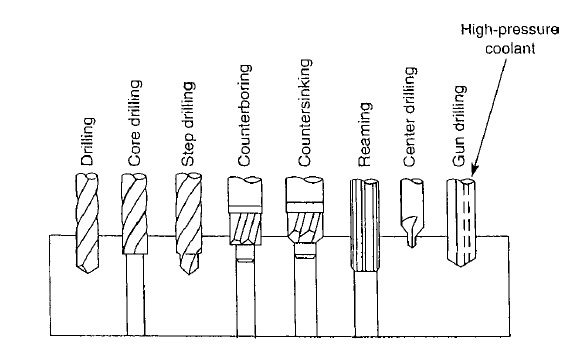 High-pressure
coolant
Drilling
Core drilling
Step drilling
Counterboring
Countersinking
Reaming
Center drilling
Gun drilling